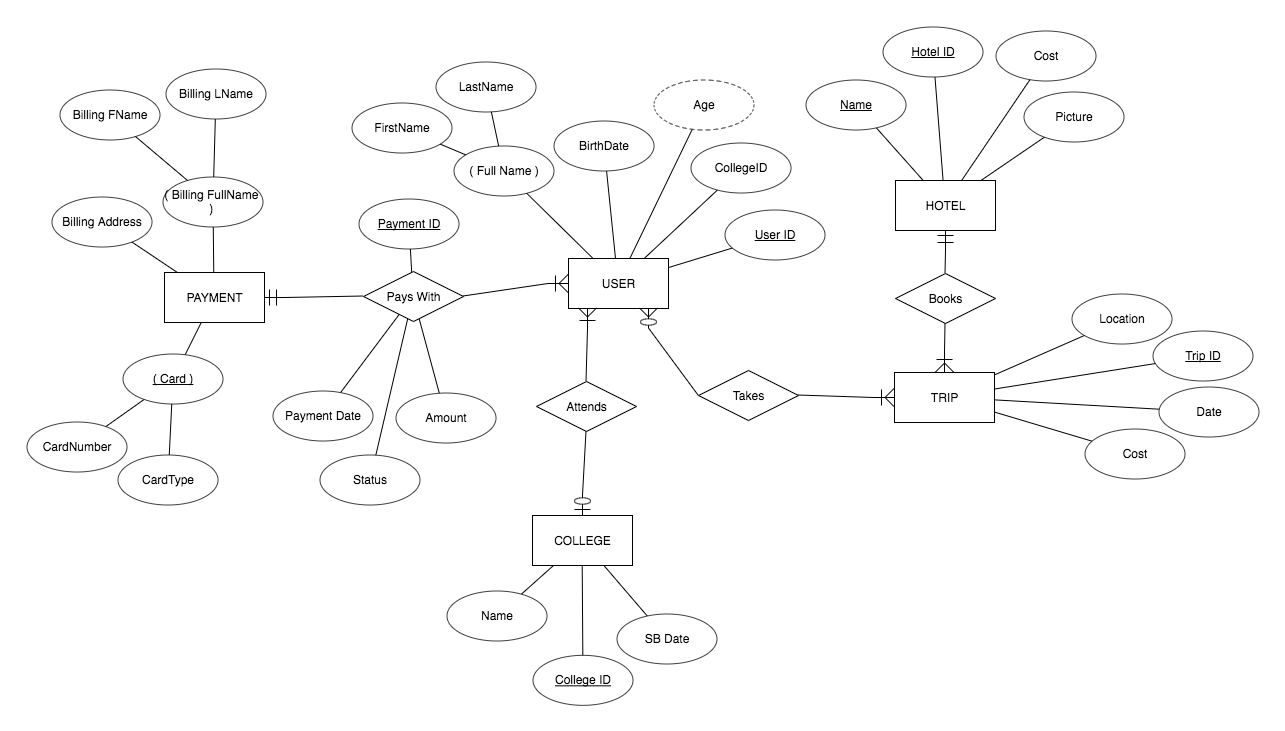 Hotel ID
Cost
Name
Picture
HOTEL
LastName
FirstName
( Full Name )
BirthDate
Age
CollegeID
User ID
USER
Billing FName
Billing LName
( Billing FullName
)
Billing Address
PAYMENT
Payment ID
Pays With
( Card )
CardNumber
CardType
Payment Date
Status
Amount
Books
Location
Trip ID
Date
Cost
TRIP
Takes
Attends
COLLEGE
Name
College ID
SB Date